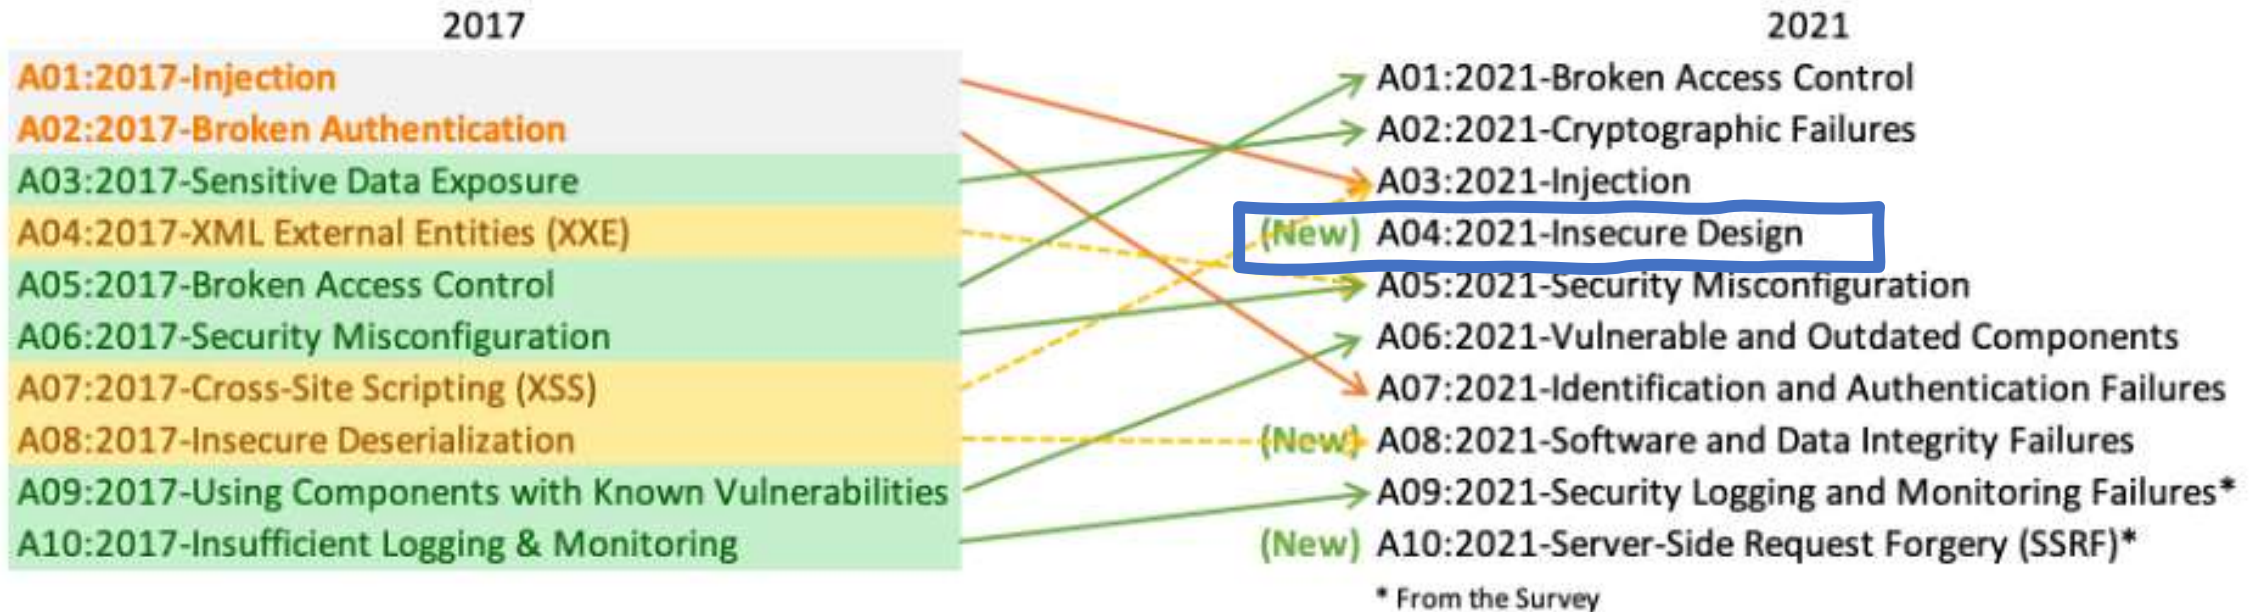 2017
A01:2017-Injection
A02:2017-Broken Authentication
A03:2017-Sensitive Data Exposure
A04:2017-XML External Entities (XXE)
A05:2017-Broken Access Control
A06:2017-Security Misconfiguration
A07:2017-Cross-Site Scripting (XSS)
A08:2017-Insecure Deserialization
A09:2017-Using Components with Known Vulnerabilities
A10:2017-Insufficient Logging & Monitoring
2021
A01:2021-Broken Access Control
A02:2021-Cryptographic Failures
A03:2021-Injection
(New) A04:2021-Insecure Design
A05:2021-Security Misconfiguration
A06:2021-Vulnerable and Outdated Components
A07:2021-Identification and Authentication Failures
(New) A08:2021-Software and Data Integrity Failures
A09:2021-Security Logging and Monitoring Failures*
(New) A10:2021-Server-Side Request Forgery (SSRF)*
* From the Survey